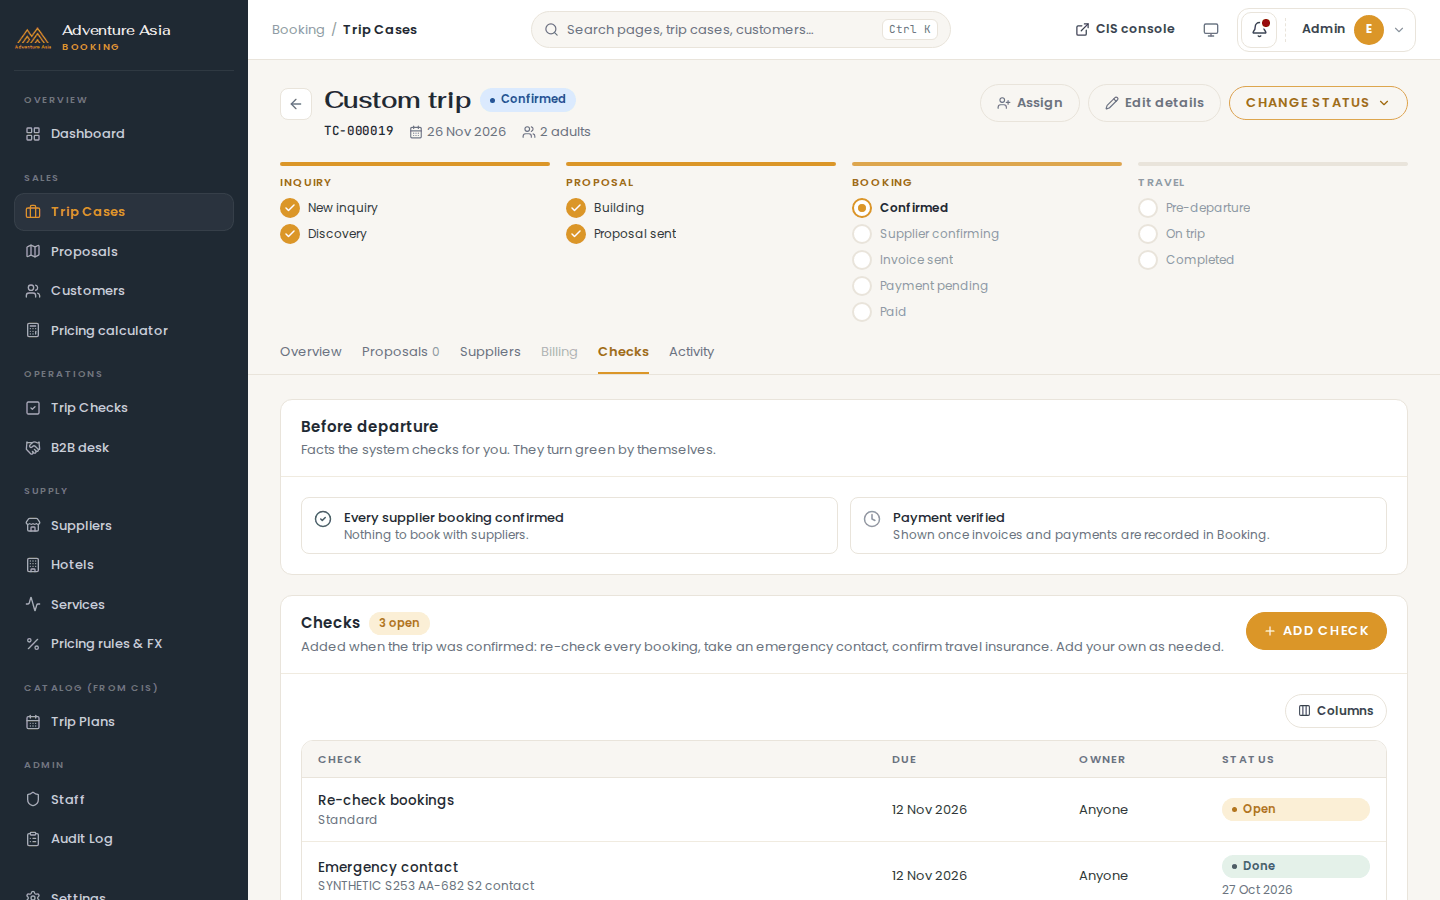 Adventure Asia
BOOKING
Adventure Asia
OVERVIEW
Dashboard
SALES
Trip Cases
Proposals
Customers
Pricing calculator
OPERATIONS
Trip Checks
B2B desk
SUPPLY
Suppliers
Hotels
Services
Pricing rules & FX
CATALOG (FROM CIS)
Trip Plans
ADMIN
Staff
Audit Log
Settings
Booking / Trip Cases
Search pages, trip cases, customers...
Ctrl K
CIS console
Admin
E
Custom trip
Confirmed
TC-000019
26 Nov 2026
2 adults
Assign
Edit details
CHANGE STATUS
INQUIRY
New inquiry
Discovery
PROPOSAL
Building
Proposal sent
BOOKING
Confirmed
Supplier confirming
Invoice sent
Payment pending
Paid
TRAVEL
Pre-departure
On trip
Completed
Overview
Proposals 0
Suppliers
Billing
Checks
Activity
Before departure
Facts the system checks for you. They turn green by themselves.
Every supplier booking confirmed
Nothing to book with suppliers.
Payment verified
Shown once invoices and payments are recorded in Booking.
Checks
3 open
Added when the trip was confirmed: re-check every booking, take an emergency contact, confirm travel insurance. Add your own as needed.
ADD CHECK
Columns
CHECK DUE OWNER STATUS
Re-check bookings
Standard
12 Nov 2026
Anyone
Open
Emergency contact
SYNTHETIC S253 AA-682 S2 contact
12 Nov 2026
Anyone
Done
27 Oct 2026